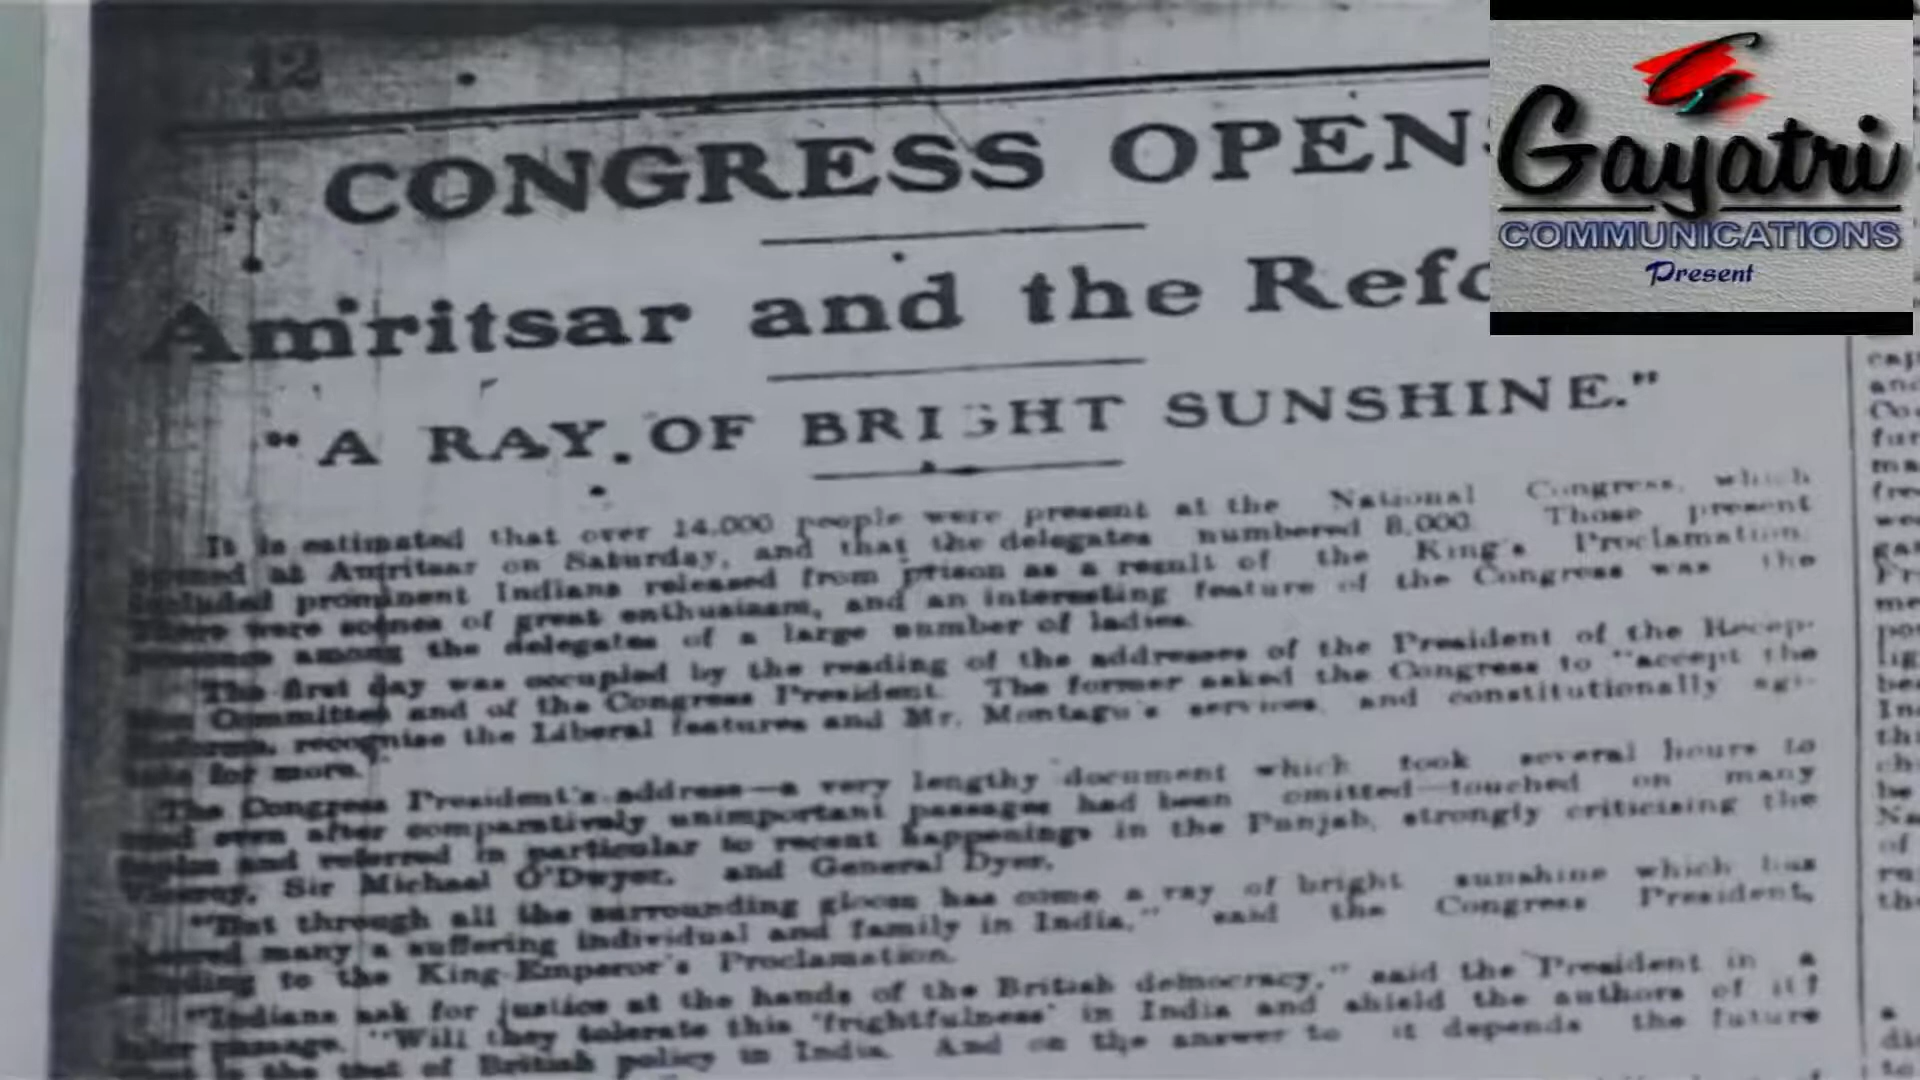 12
CONGRESS OPENS
Gayatri
COMMUNICATIONS
Present
Amritsar and the Refo
"A RAY OF BRIGHT SUNSHINE."
It is estimated that over 14,000 people were present at the National Congress, which
opened at Amritsar on Saturday, and that the delegates numbered 8,000. Those present
included prominent Indians released from prison as a result of the King's Proclamation.
There were scenes of great enthusiasm, and an interesting feature of the Congress was the
presence among the delegates of a large number of ladies.
The first day was occupied by the reading of the addresses of the President of the Recep-
tion Committee and of the Congress President. The former asked the Congress to "accept the
Reforms, recognise the Liberal features and Mr. Montagu's services, and constitutionally agi-
tate for more."
The Congress President's address—a very lengthy document which took several hours to
read even after comparatively unimportant passages had been omitted—touched on many
topics and referred in particular to recent happenings in the Punjab, strongly criticising the
Viceroy, Sir Michael O'Dwyer, and General Dyer.
"But through all the surrounding gloom has come a ray of bright sunshine which has
cheered many a suffering individual and family in India," said the Congress President,
alluding to the King-Emperor's Proclamation.
"Indians ask for justice at the hands of the British democracy," said the President in a
later passage. "Will they tolerate this 'frightfulness' in India and shield the authors of it?
that is the test of British policy in India. And on the answer to it depends the future